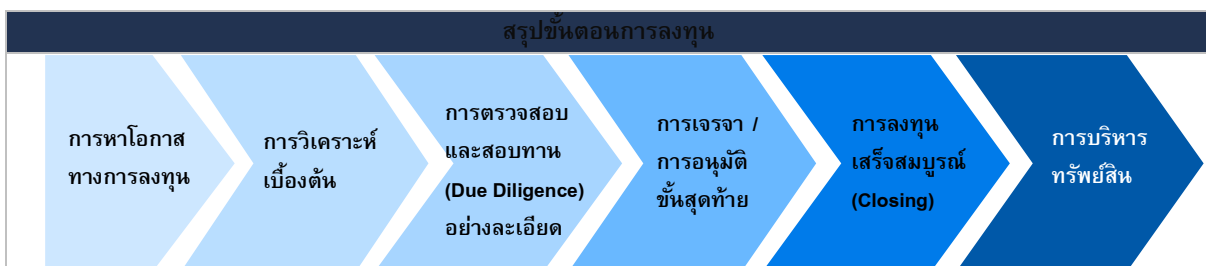 สรุปขั้นตอนการลงทุน
การหาโอกาส
ทางการลงทุน
การวิเคราะห์
เบื้องต้น
การตรวจสอบ
และสอบทาน
(Due Diligence)
อย่างละเอียด
การเจรจา /
การอนุมัติ
ขั้นสุดท้าย
การลงทุน
เสร็จสมบูรณ์
(Closing)
การบริหาร
ทรัพย์สิน